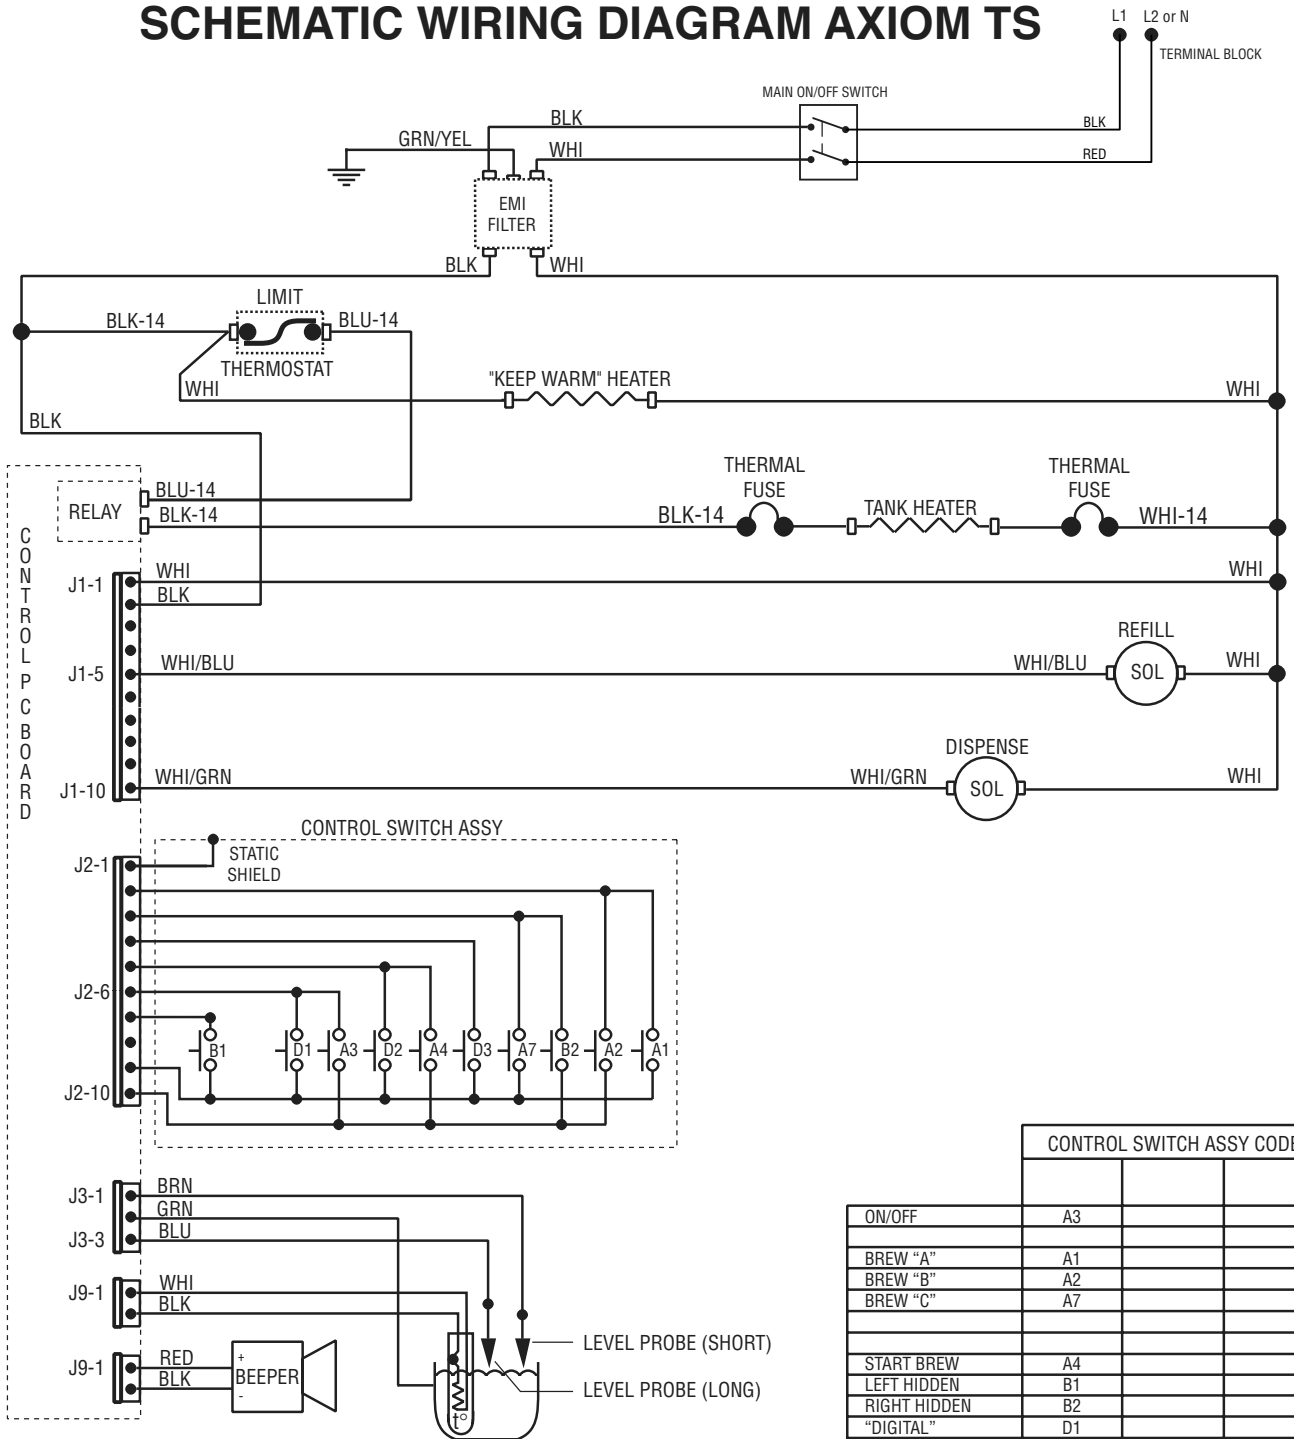 SCHEMATIC WIRING DIAGRAM AXIOM TS
L1 L2 or N
TERMINAL BLOCK
MAIN ON/OFF SWITCH
BLK
BLK
GRN/YEL
WHI
RED
EMI
FILTER
BLK
WHI
LIMIT
BLK-14
BLU-14
THERMOSTAT
WHI
"KEEP WARM" HEATER
WHI
BLK
THERMAL
FUSE
THERMAL
FUSE
RELAY
BLU-14
BLK-14
BLK-14
TANK HEATER
WHI-14
CONTROL PC BOARD
J1-1
WHI
WHI
BLK
REFILL
J1-5
WHI/BLU
WHI/BLU
SOL
WHI
DISPENSE
J1-10
WHI/GRN
WHI/GRN
SOL
WHI
CONTROL SWITCH ASSY
J2-1
STATIC
SHIELD
J2-6
B1 D1 A3 D2 A4 D3 A7 B2 A2 A1
J2-10
J3-1
BRN
GRN
J3-3
BLU
J9-1
WHI
BLK
LEVEL PROBE (SHORT)
J9-1
RED
BLK
+
BEEPER
-
LEVEL PROBE (LONG)
t°
CONTROL SWITCH ASSY CODE
ON/OFF A3
BREW “A” A1
BREW “B” A2
BREW “C” A7
START BREW A4
LEFT HIDDEN B1
RIGHT HIDDEN B2
“DIGITAL” D1